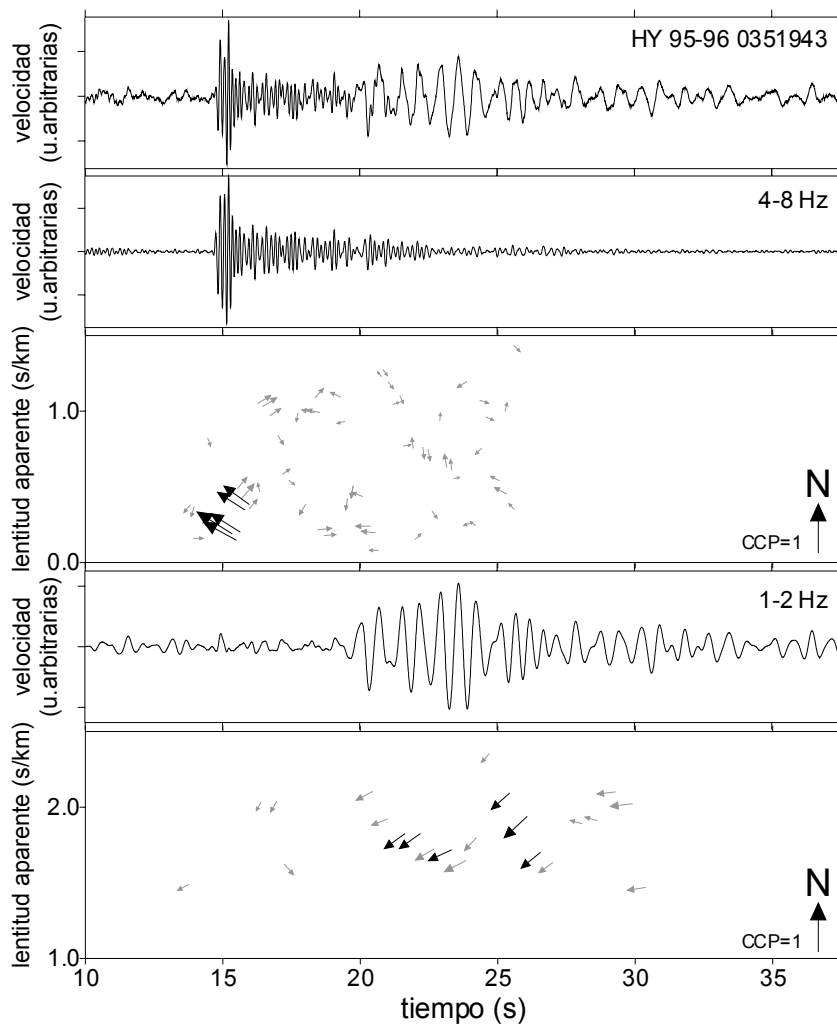 HY 95-96 0351943
velocidad
(u.arbitrarias)
4-8 Hz
velocidad
(u.arbitrarias)
lentitud aparente (s/km)
1.0
0.0
N
CCP=1
1-2 Hz
velocidad
(u.arbitrarias)
lentitud aparente (s/km)
2.0
1.0
N
CCP=1
10 15 20 25 30 35
tiempo (s)